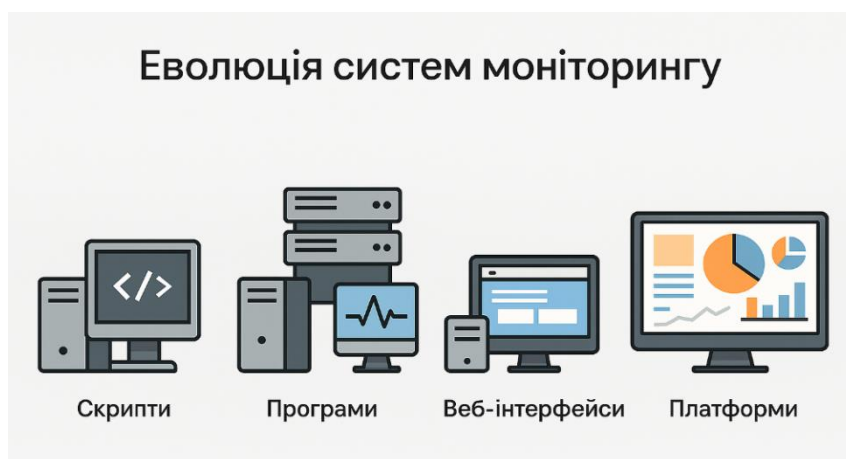 Еволюція систем моніторингу
</>
Скрипти
Програми
Веб-інтерфейси
Платформи